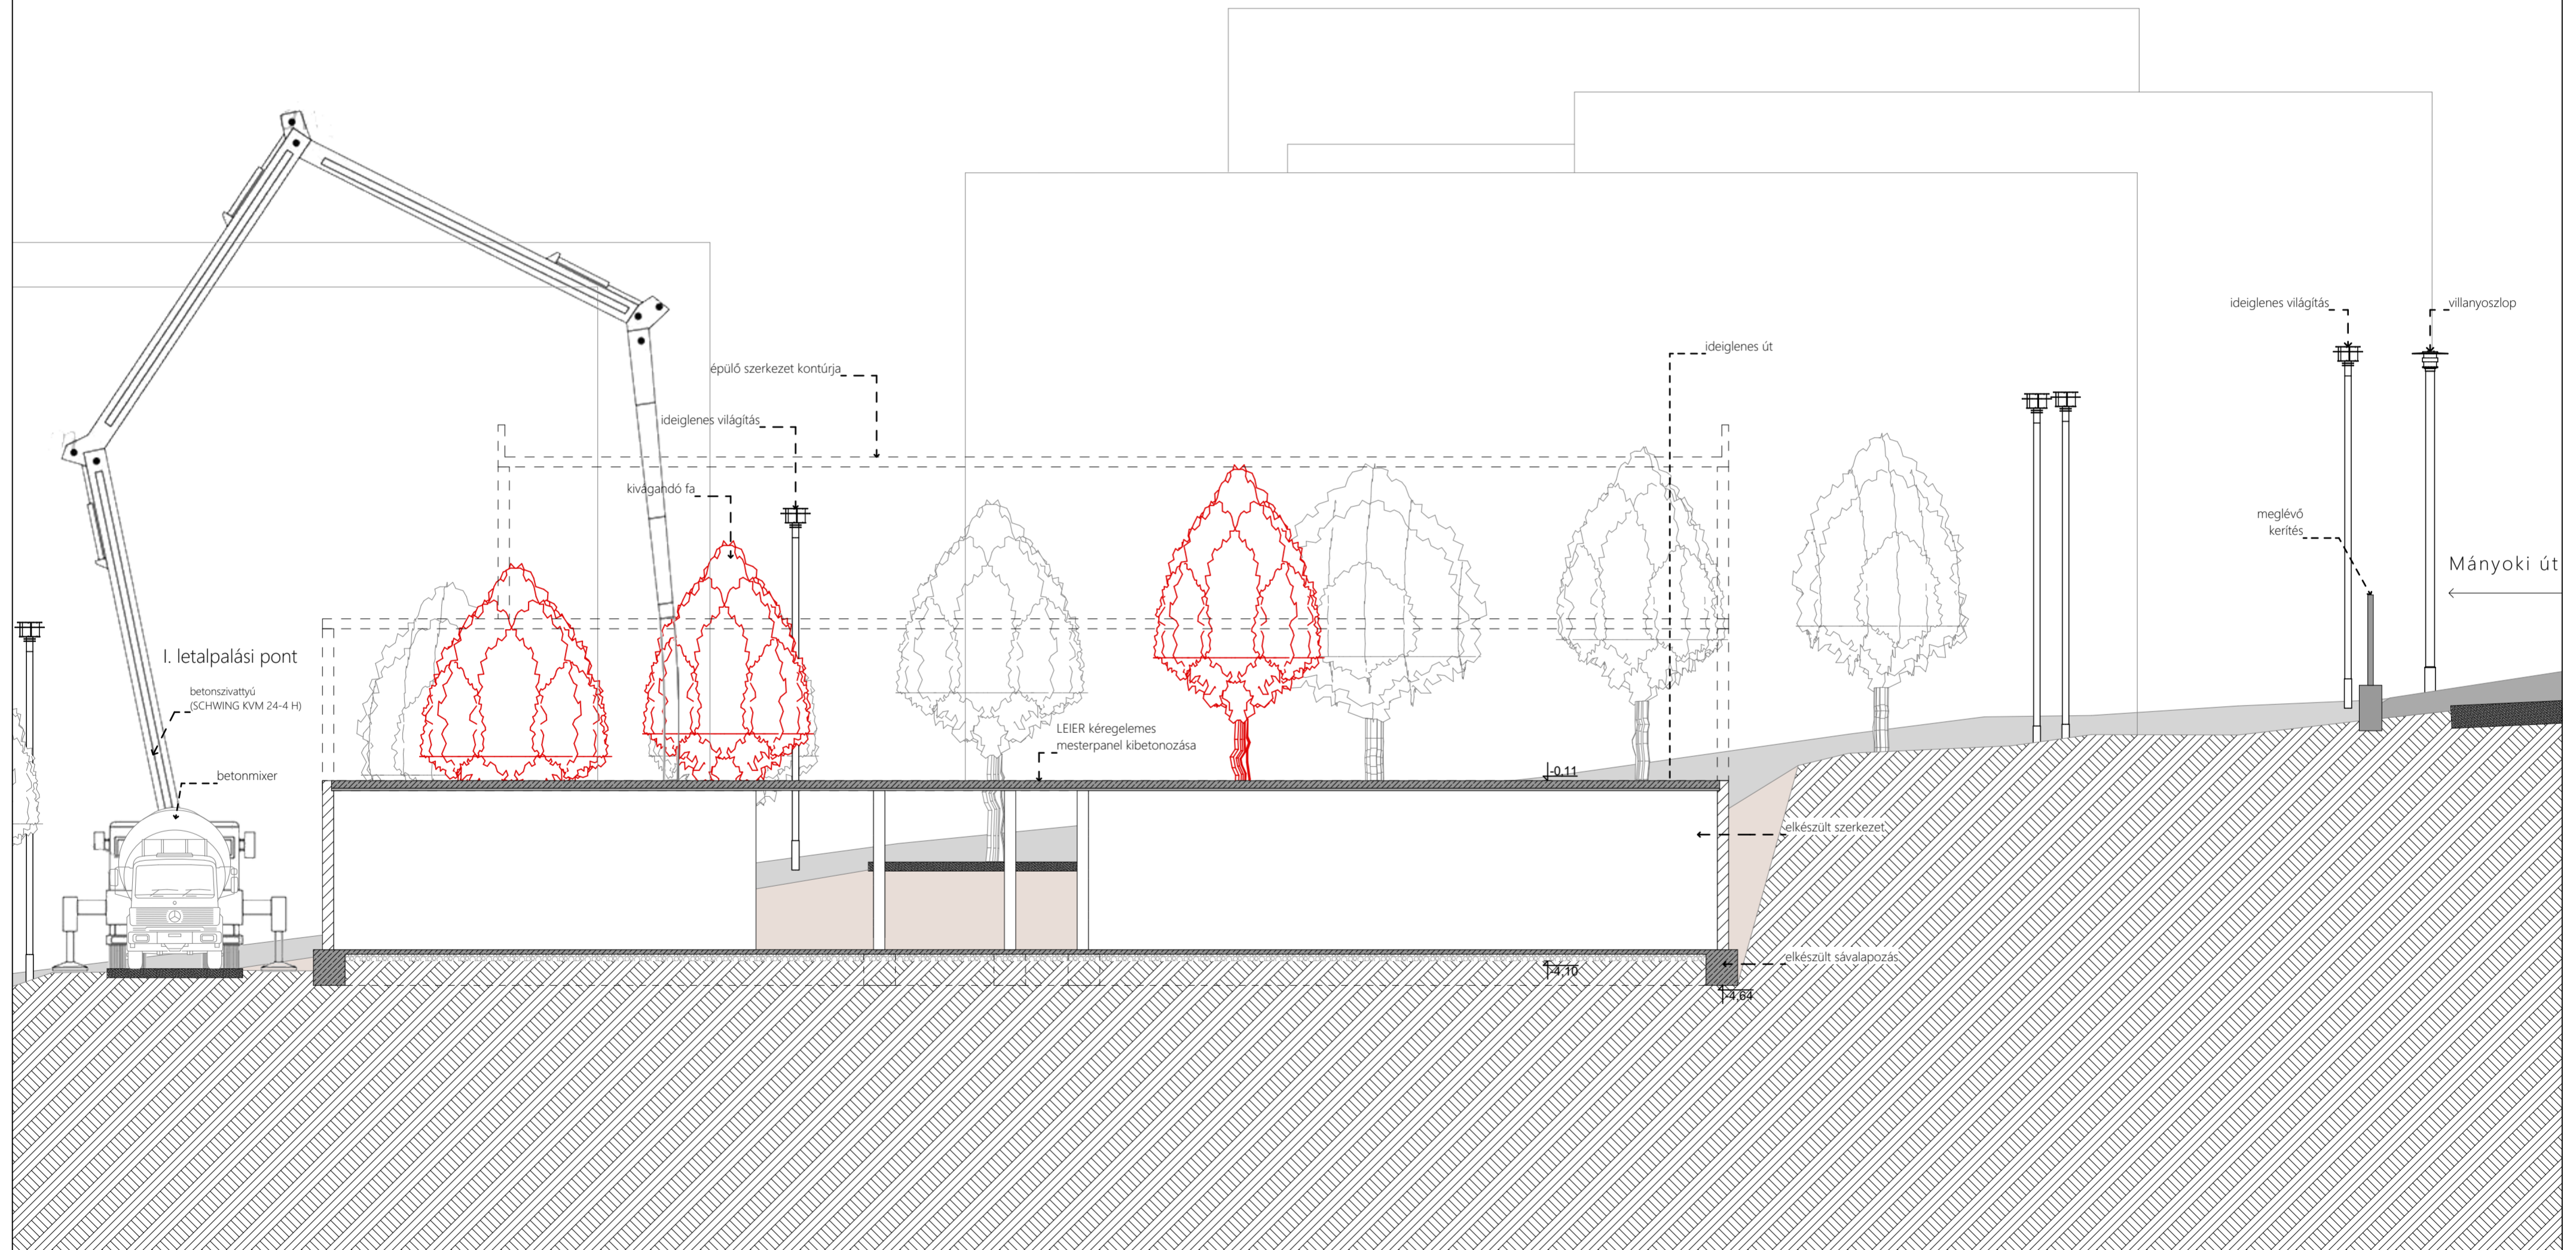 ideiglenes világítás
villanyoszlop
ideiglenes út
épülő szerkezet kontúrja
ideiglenes világítás
kivágandó fa
meglévő
kerítés
Mányoki út
I. letalpalási pont
betonszivattyú
(SCHWING KVM 24-4 H)
LEIER kéregelemes
mesterpanel kibetonozása
betonmixer
-0,11
elkészült szerkezet
elkészült sávalapozás
-4,10
-4,64